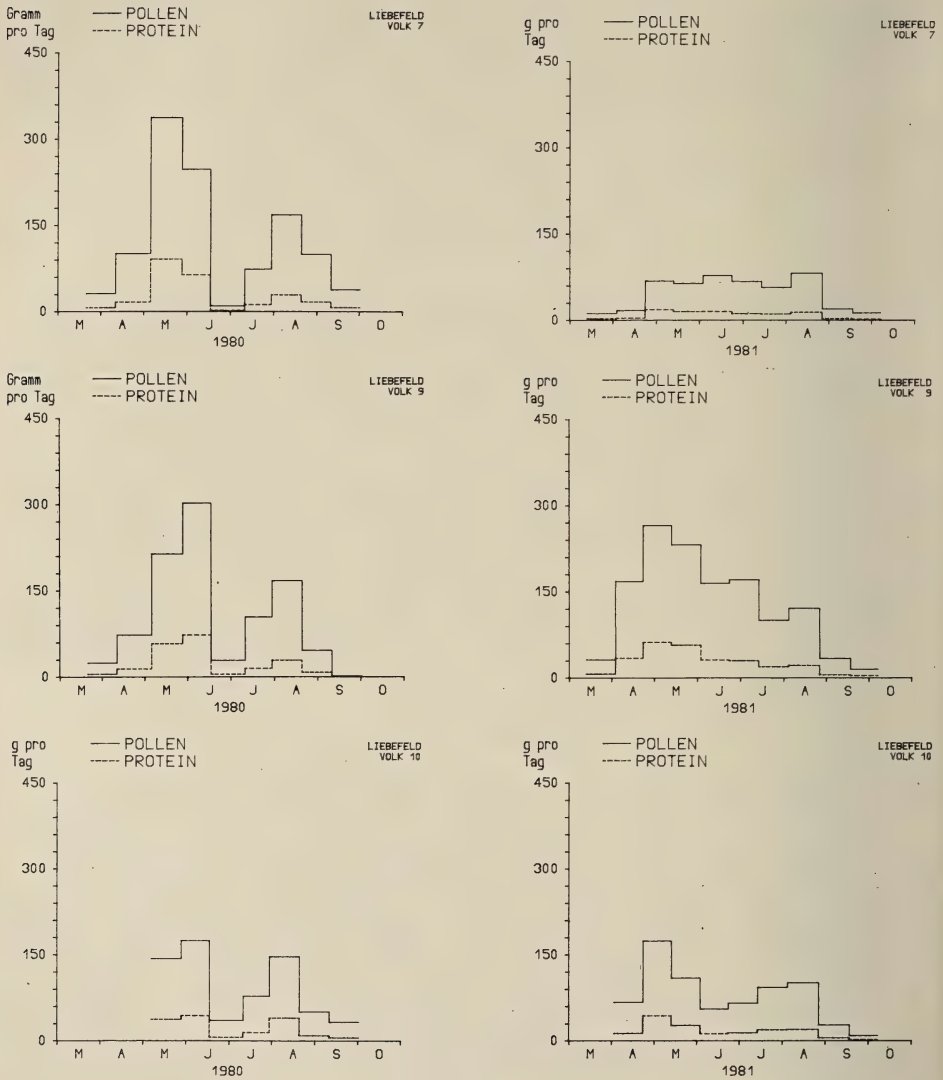 Gramm
pro Tag
POLLEN
PROTEIN
LIEBEFELD
VOLK 7
450
300
150
0
M A M J J A S O
1980
g pro
Tag
POLLEN
PROTEIN
LIEBEFELD
VOLK 7
450
300
150
0
M A M J J A S O
1981
Gramm
pro Tag
POLLEN
PROTEIN
LIEBEFELD
VOLK 9
450
300
150
0
M A M J J A S O
1980
g pro
Tag
POLLEN
PROTEIN
LIEBEFELD
VOLK 9
450
300
150
0
M A M J J A S O
1981
g pro
Tag
POLLEN
PROTEIN
LIEBEFELD
VOLK 10
450
300
150
0
M A M J J A S O
1980
g pro
Tag
POLLEN
PROTEIN
LIEBEFELD
VOLK 10
450
300
150
0
M A M J J A S O
1981